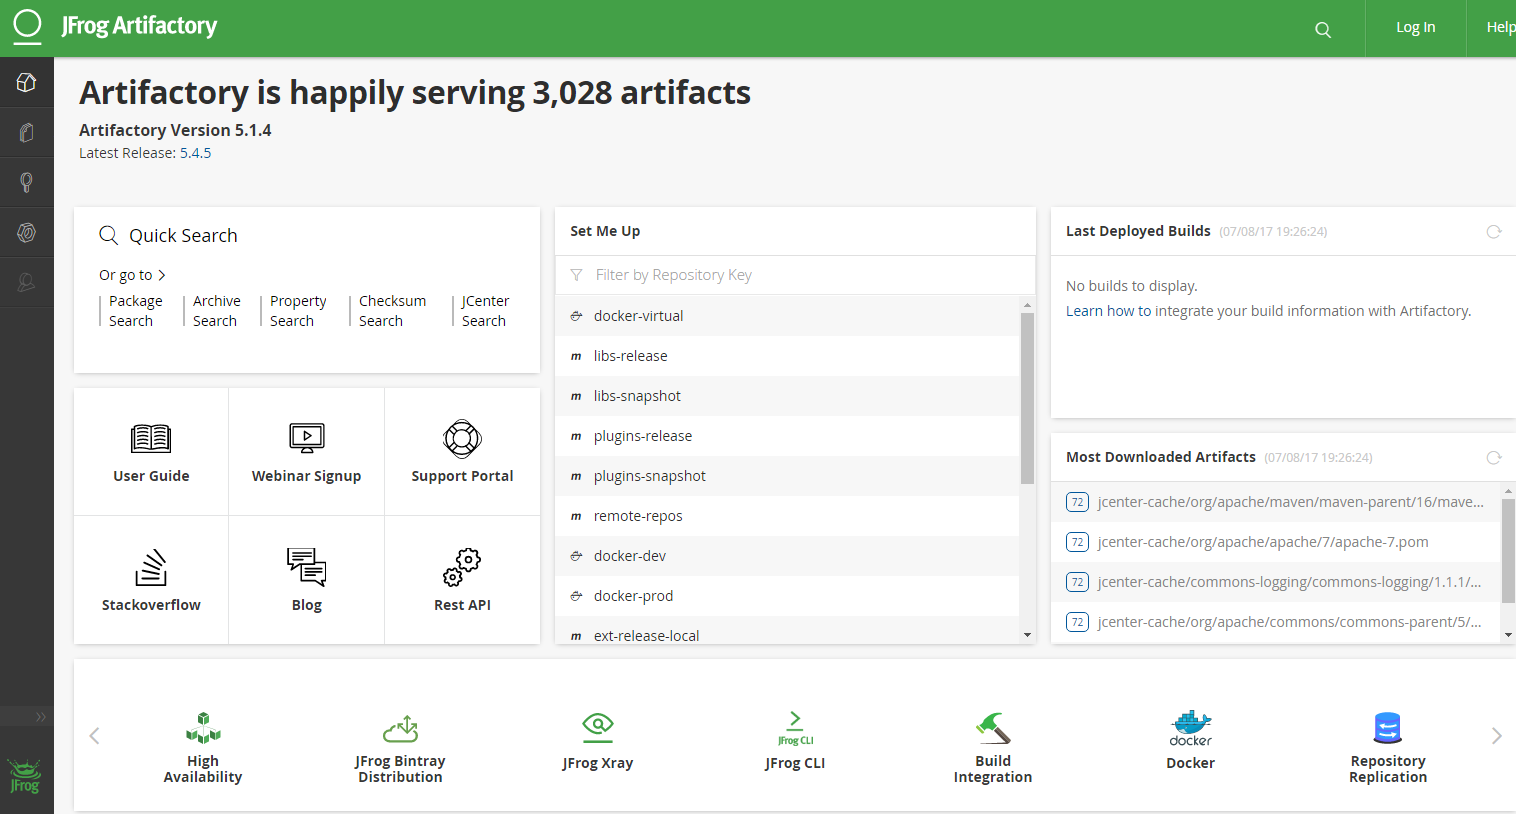 JFrog Artifactory
Log In
Help
Artifactory is happily serving 3,028 artifacts
Artifactory Version 5.1.4
Latest Release: 5.4.5
Quick Search
Or go to
Package Search
Archive Search
Property Search
Checksum Search
JCenter Search
User Guide
Webinar Signup
Support Portal
Stackoverflow
Blog
Rest API
Set Me Up
Filter by Repository Key
docker-virtual
m libs-release
m libs-snapshot
m plugins-release
m plugins-snapshot
m remote-repos
docker-dev
docker-prod
m ext-release-local
Last Deployed Builds (07/08/17 19:26:24)
No builds to display.
Learn how to integrate your build information with Artifactory.
Most Downloaded Artifacts (07/08/17 19:26:24)
72 jcenter-cache/org/apache/maven/maven-parent/16/mave...
72 jcenter-cache/org/apache/apache/7/apache-7.pom
72 jcenter-cache/commons-logging/commons-logging/1.1.1/...
72 jcenter-cache/org/apache/commons/commons-parent/5/...
High
Availability
JFrog Bintray
Distribution
JFrog Xray
JFrog CLI
JFrog CLI
Build
Integration
docker
Docker
Repository
Replication
JFrog